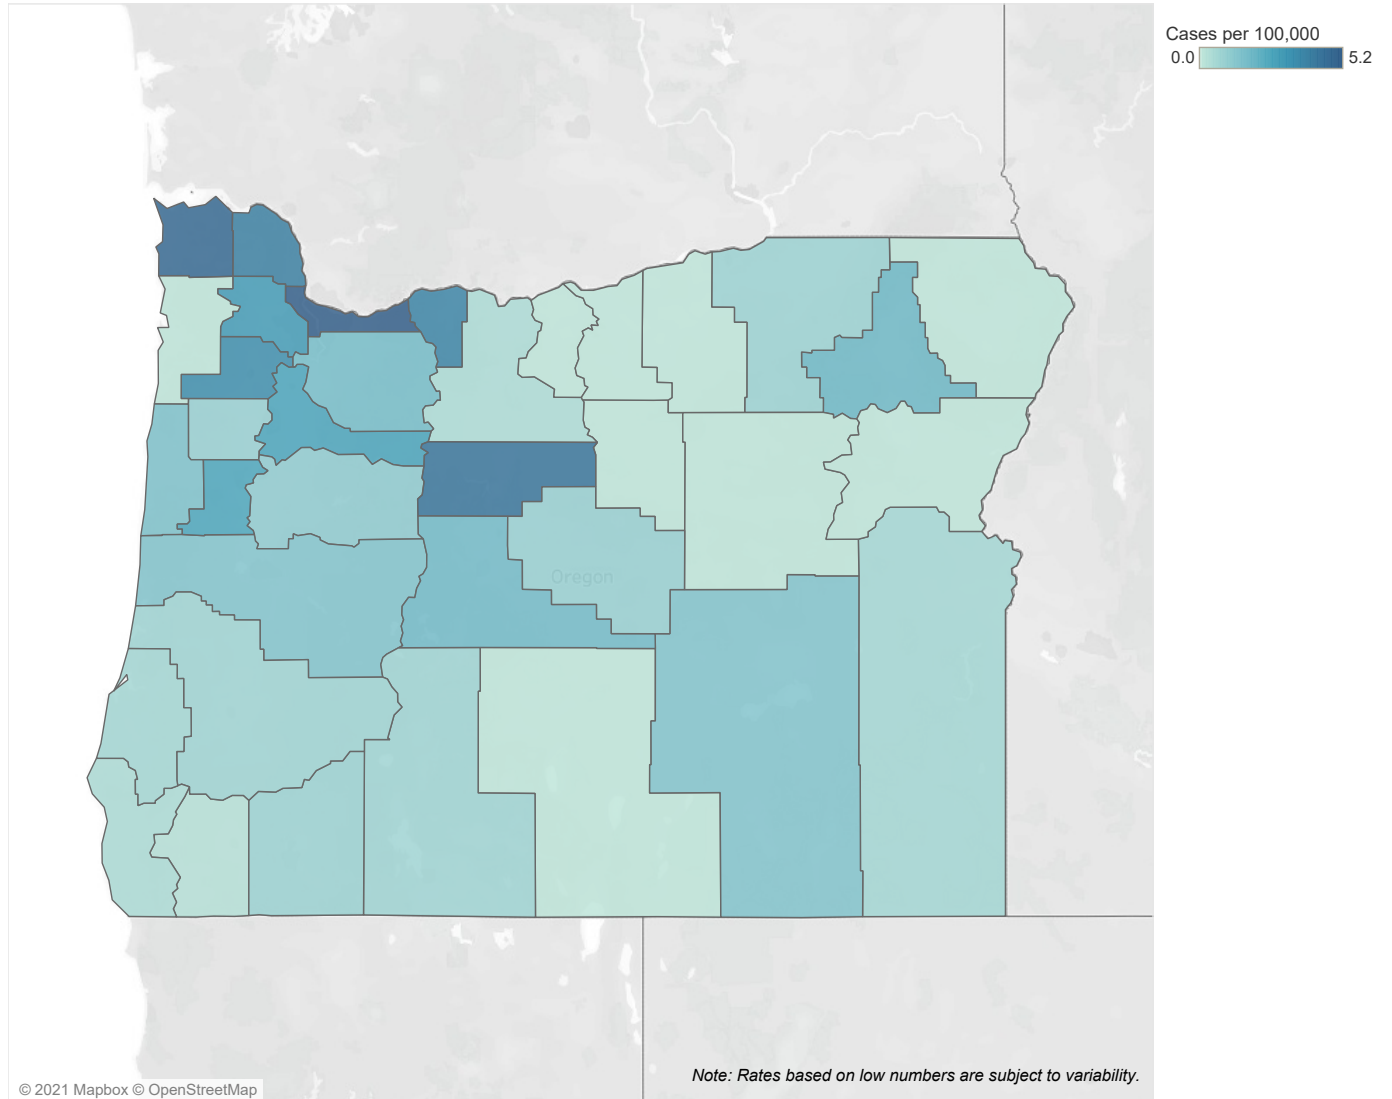 Cases per 100,000
0.0 5.2
Oregon
Note: Rates based on low numbers are subject to variability.
© 2021 Mapbox © OpenStreetMap